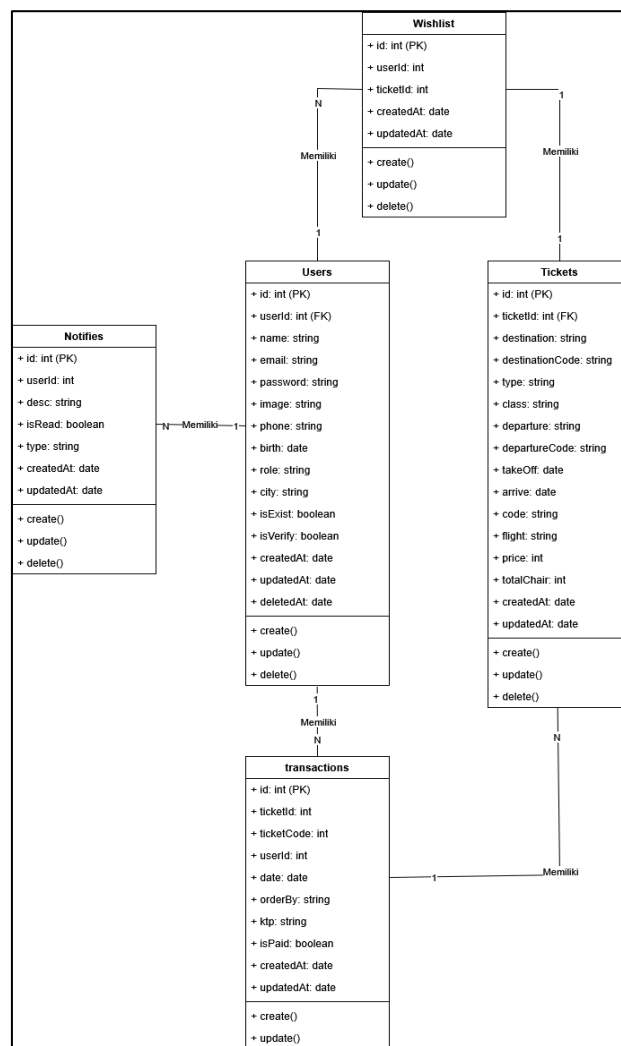 Wishlist
+ id: int (PK)
+ userId: int
+ ticketId: int
+ createdAt: date
+ updatedAt: date
+ create()
+ update()
+ delete()
N
Memiliki
1
1
Memiliki
1
Users
+ id: int (PK)
+ userId: int (FK)
+ name: string
+ email: string
+ password: string
+ image: string
+ phone: string
+ birth: date
+ role: string
+ city: string
+ isExist: boolean
+ isVerify: boolean
+ createdAt: date
+ updatedAt: date
+ deletedAt: date
+ create()
+ update()
+ delete()
Tickets
+ id: int (PK)
+ ticketId: int (FK)
+ destination: string
+ destinationCode: string
+ type: string
+ class: string
+ departure: string
+ departureCode: string
+ takeOff: date
+ arrive: date
+ code: string
+ flight: string
+ price: int
+ totalChair: int
+ createdAt: date
+ updatedAt: date
+ create()
+ update()
+ delete()
Notifies
+ id: int (PK)
+ userId: int
+ desc: string
+ isRead: boolean
+ type: string
+ createdAt: date
+ updatedAt: date
+ create()
+ update()
+ delete()
N Memiliki 1
1
Memiliki
N
transactions
+ id: int (PK)
+ ticketId: int
+ ticketCode: int
+ userId: int
+ date: date
+ orderBy: string
+ ktp: string
+ isPaid: boolean
+ createdAt: date
+ updatedAt: date
+ create()
+ update()
N
Memiliki
1